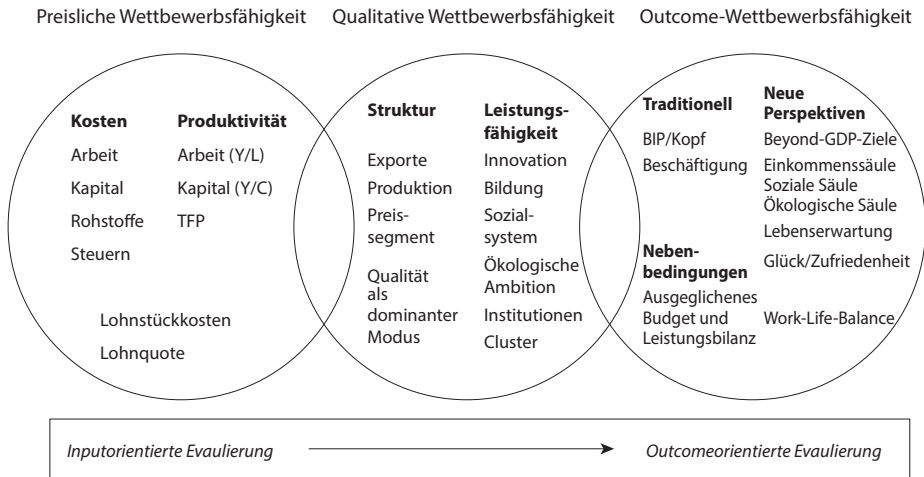 Preisliche Wettbewerbsfähigkeit
Qualitative Wettbewerbsfähigkeit
Outcome-Wettbewerbsfähigkeit
Kosten
Arbeit
Kapital
Rohstoffe
Steuern
Produktivität
Arbeit (Y/L)
Kapital (Y/C)
TFP
Lohnstückkosten
Lohnquote
Struktur
Exporte
Produktion
Preis-
segment
Qualität
als
dominanter
Modus
Leistungs-
fähigkeit
Innovation
Bildung
Sozial-
system
Ökologische
Ambition
Institutionen
Cluster
Traditionell
BIP/Kopf
Beschäftigung
Neben-
bedingungen
Ausgeglichenes
Budget und
Leistungsbilanz
Neue
Perspektiven
Beyond-GDP-Ziele
Einkommenssäule
Soziale Säule
Ökologische Säule
Lebenserwartung
Glück/Zufriedenheit
Work-Life-Balance
Inputorientierte Evaulierung
Outcomeorientierte Evaulierung